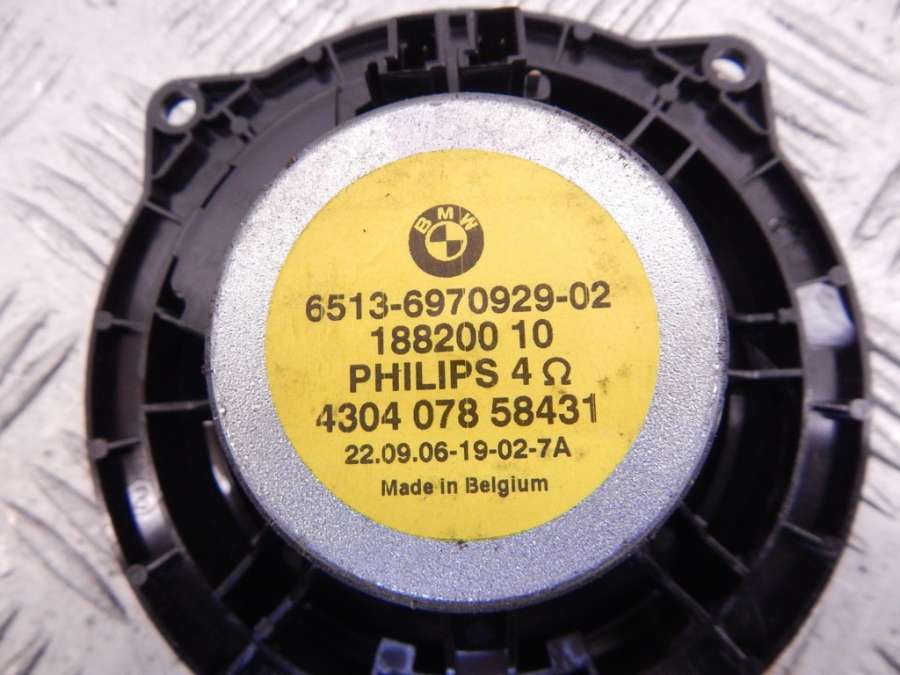 BMW
6513-6970929-02
188200 10
PHILIPS 4 Ω
4304 078 58431
22.09.06-19-02-7A
Made in Belgium